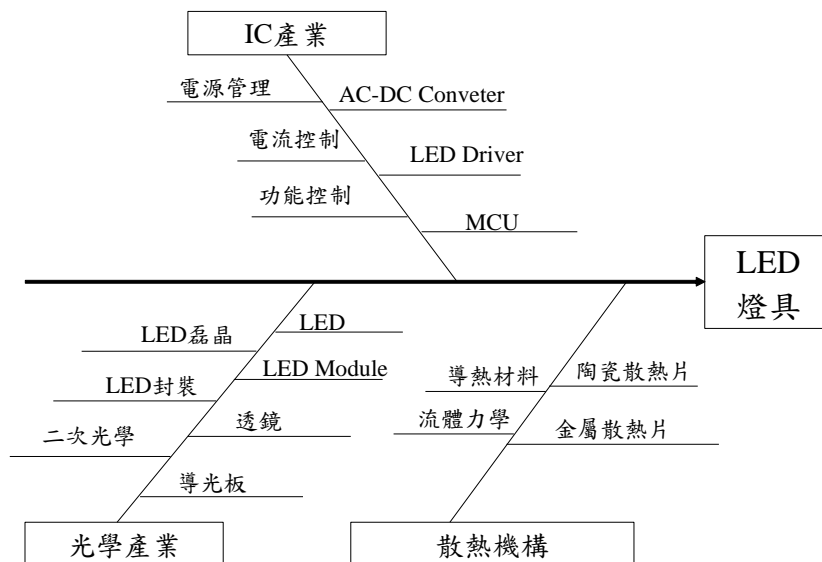 IC產業
電源管理
AC-DC Conveter
電流控制
LED Driver
功能控制
MCU
LED
燈具
LED磊晶
LED
LED封裝
LED Module
二次光學
透鏡
導光板
導熱材料
陶瓷散熱片
流體力學
金屬散熱片
光學產業
散熱機構